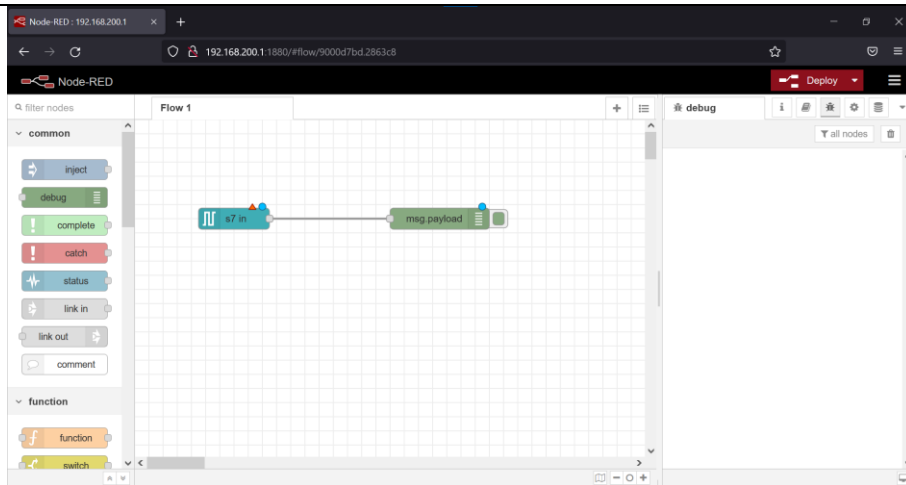 Node-RED : 192.168.200.1
192.168.200.1:1880/#flow/9000d7bd.2863c8
Node-RED
Deploy
filter nodes
Flow 1
debug
i
all nodes
common
inject
debug
complete
catch
status
link in
link out
comment
function
function
switch
s7 in
msg.payload